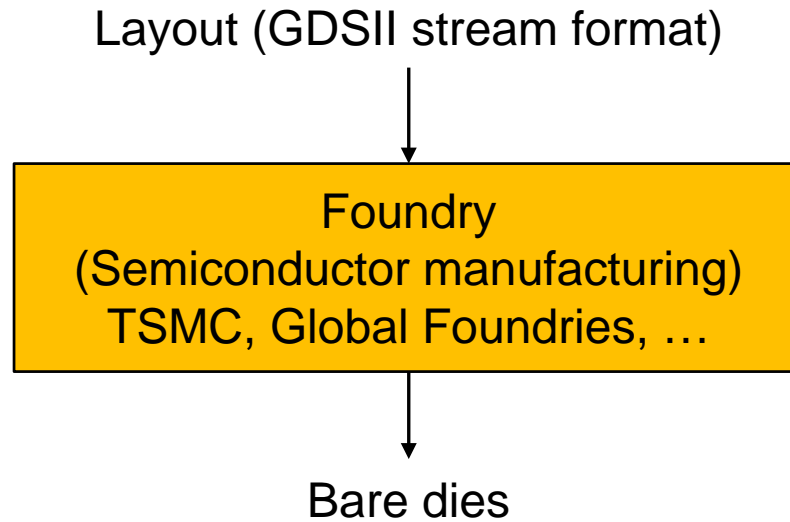 Layout (GDSII stream format)
Foundry
(Semiconductor manufacturing)
TSMC, Global Foundries, …
Bare dies